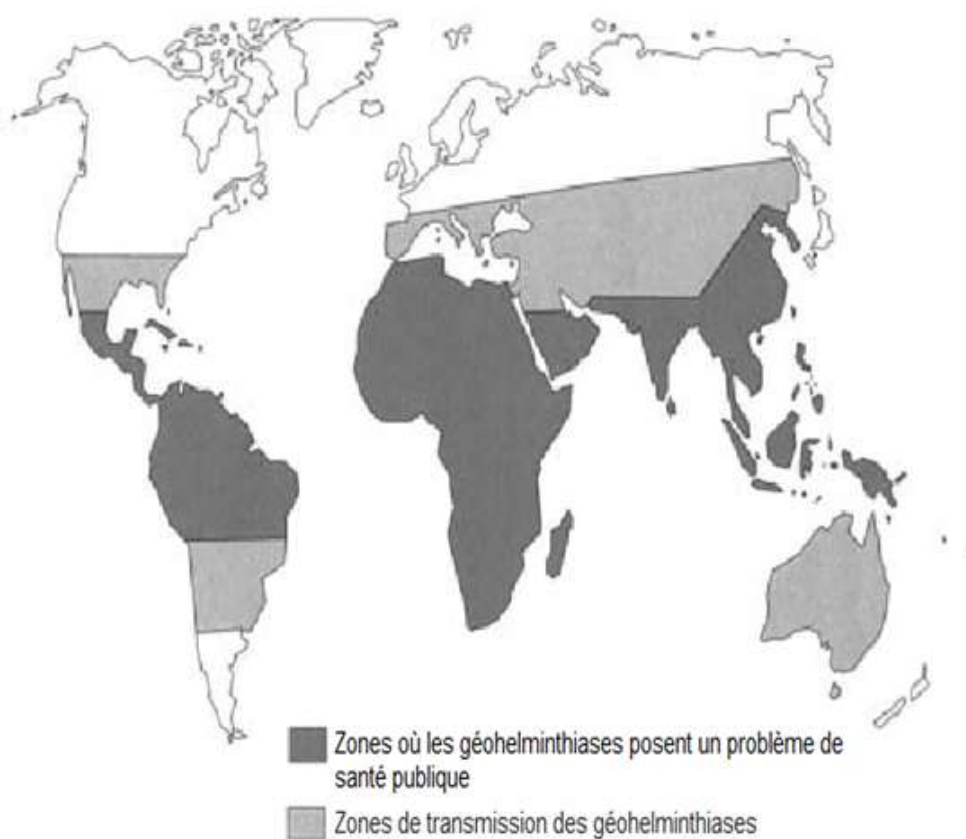 Zones où les géohelminthiases posent un problème de
santé publique
Zones de transmission des géohelminthiases